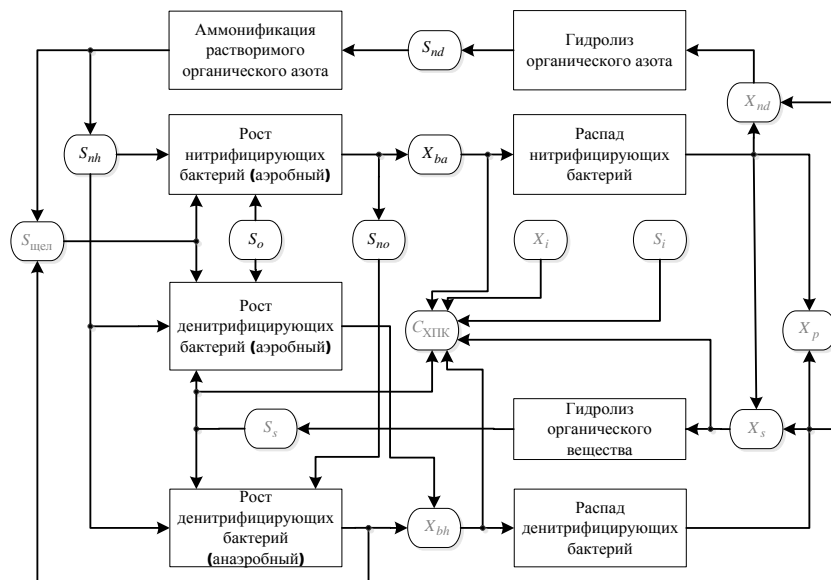 Аммонификация
растворимого
органического азота
S_nd
Гидролиз
органического азота
X_nd
S_nh
Рост
нитрифицирующих
бактерий (аэробный)
X_ba
Распад
нитрифицирующих
бактерий
S_щел
S_o
S_no
X_i
S_i
Рост
денитрифицирующих
бактерий (аэробный)
C_ХПК
X_p
S_s
Гидролиз
органического
вещества
X_s
Рост
денитрифицирующих
бактерий
(анаэробный)
X_bh
Распад
денитрифицирующих
бактерий